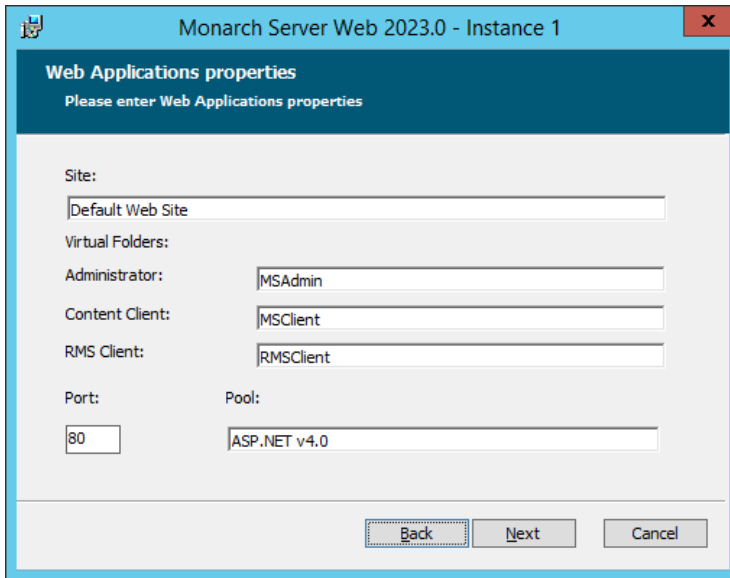 Monarch Server Web 2023.0 - Instance 1
x
Web Applications properties
Please enter Web Applications properties
Site:
Default Web Site
Virtual Folders:
Administrator: MSAdmin
Content Client: MSClient
RMS Client: RMSClient
Port: Pool:
80 ASP.NET v4.0
Back Next Cancel